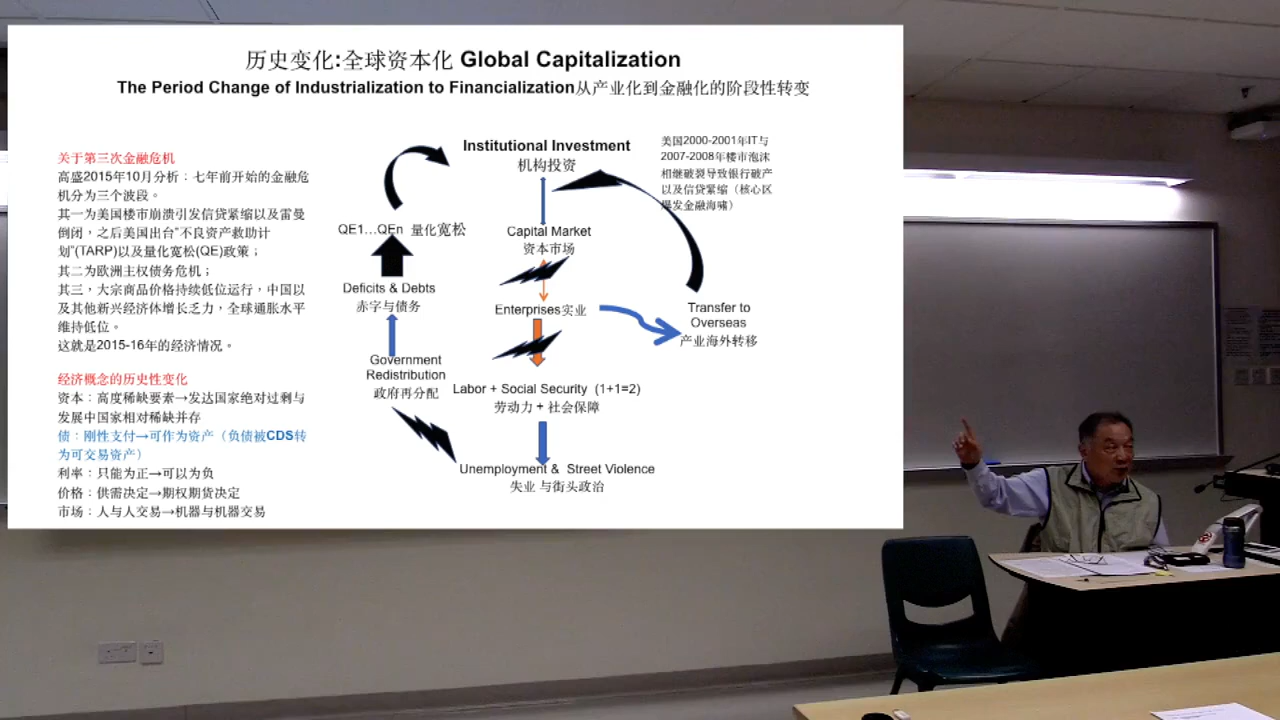 历史变化:全球资本化 Global Capitalization
The Period Change of Industrialization to Financialization从产业化到金融化的阶段性转变
关于第三次金融危机
高盛2015年10月分析：七年前开始的金融危
机分为三个波段。
其一为美国楼市崩溃引发信贷紧缩以及雷曼
倒闭，之后美国出台"不良资产救助计
划"(TARP)以及量化宽松(QE)政策；
其二为欧洲主权债务危机；
其三，大宗商品价格持续低位运行，中国以
及其他新兴经济体增长乏力，全球通胀水平
维持低位。
这就是2015-16年的经济情况。
经济概念的历史性变化
资本：高度稀缺要素→发达国家绝对过剩与
发展中国家相对稀缺并存
债：刚性支付→可作为资产（负债被CDS转
为可交易资产）
利率：只能为正→可以为负
价格：供需决定→期权期货决定
市场：人与人交易→机器与机器交易
Institutional Investment
机构投资
美国2000-2001年IT与
2007-2008年楼市泡沫
相继破裂导致银行破产
以及信贷紧缩（核心区
爆发金融海啸）
QE1…QEn 量化宽松
Capital Market
资本市场
Deficits & Debts
赤字与债务
Enterprises实业
Transfer to
Overseas
产业海外转移
Government
Redistribution
政府再分配
Labor + Social Security (1+1=2)
劳动力 + 社会保障
Unemployment & Street Violence
失业 与街头政治